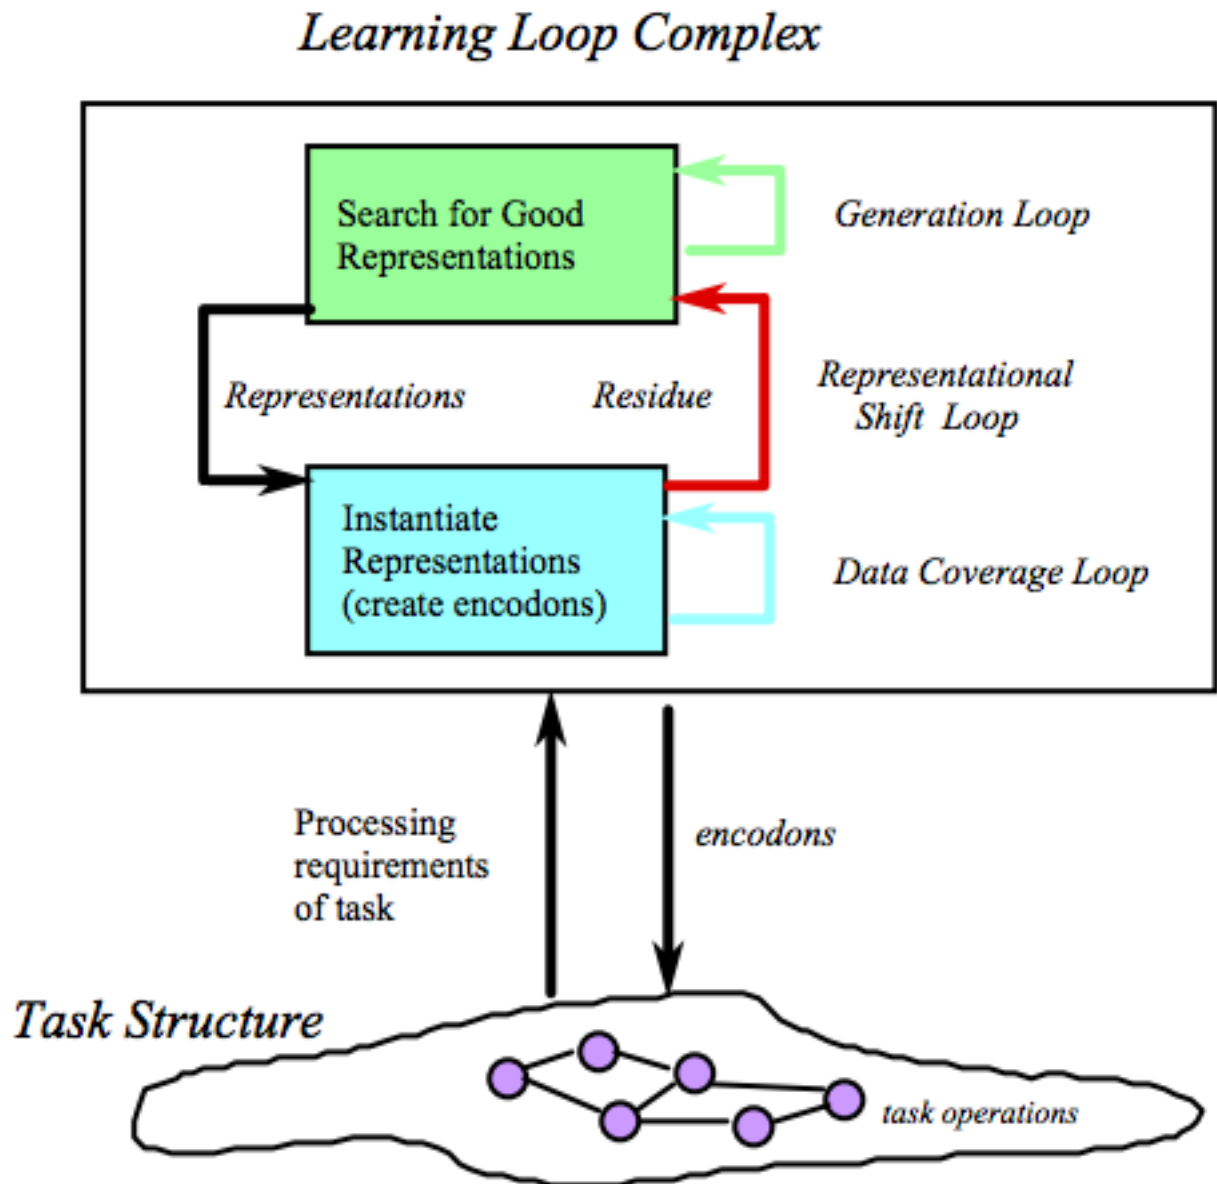 Learning Loop Complex
Search for Good
Representations
Generation Loop
Representations
Residue
Representational
Shift Loop
Instantiate
Representations
(create encodons)
Data Coverage Loop
Processing
requirements
of task
encodons
Task Structure
task operations